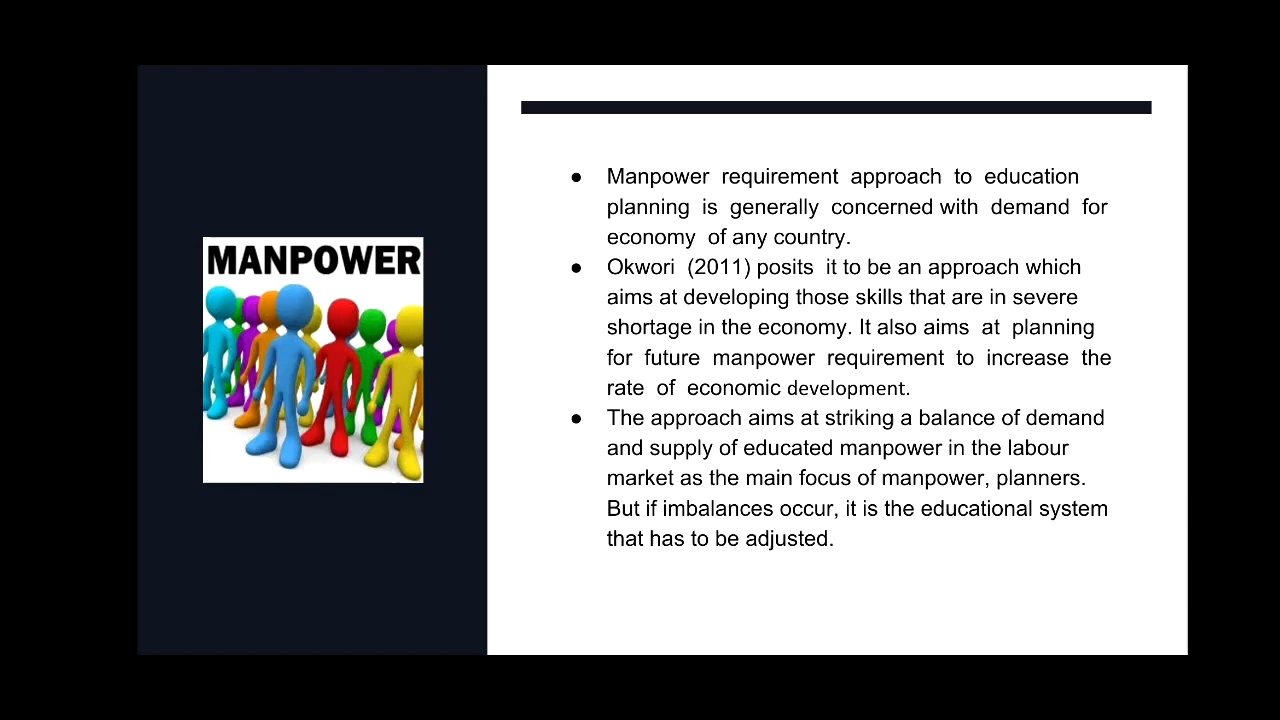 MANPOWER
● Manpower requirement approach to education
planning is generally concerned with demand for
economy of any country.
● Okwori (2011) posits it to be an approach which
aims at developing those skills that are in severe
shortage in the economy. It also aims at planning
for future manpower requirement to increase the
rate of economic development.
● The approach aims at striking a balance of demand
and supply of educated manpower in the labour
market as the main focus of manpower, planners.
But if imbalances occur, it is the educational system
that has to be adjusted.